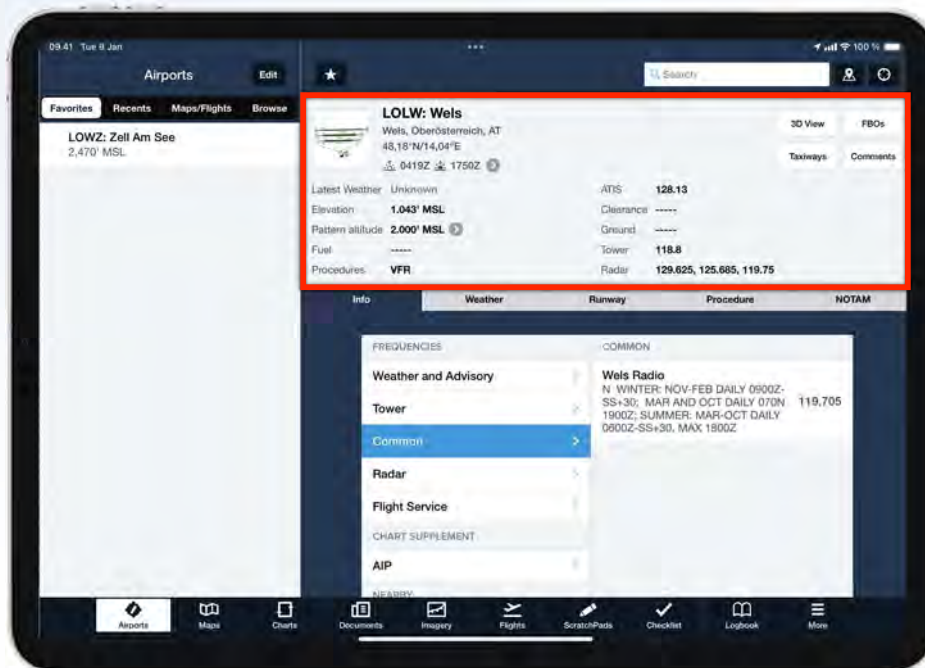 09.41 Tue 9 Jan
100 %
Airports
Edit
Search
Favorites Recents Maps/Flights Browse
LOWZ: Zell Am See
2,470' MSL
LOLW: Wels
Wels, Oberösterreich, AT
48,18°N/14,04°E
0419Z 1750Z
3D View FBOs
Taxiways Comments
Latest Weather Unknown
Elevation 1.043' MSL
Pattern altitude 2.000' MSL
Fuel -----
Procedures VFR
ATIS 128.13
Clearance -----
Ground -----
Tower 118.8
Radar 129.625, 125.685, 119.75
Info Weather Runway Procedure NOTAM
FREQUENCIES
Weather and Advisory
Tower
Common
Radar
Flight Service
CHART SUPPLEMENT
AIP
NEARBY
COMMON
Wels Radio
N WINTER: NOV-FEB DAILY 0900Z-
SS+30; MAR AND OCT DAILY 070N
1900Z; SUMMER: MAR-OCT DAILY
0600Z-SS+30, MAX 1800Z
119,705
Airports Maps Charts Documents Imagery Flights ScratchPads Checklist Logbook More